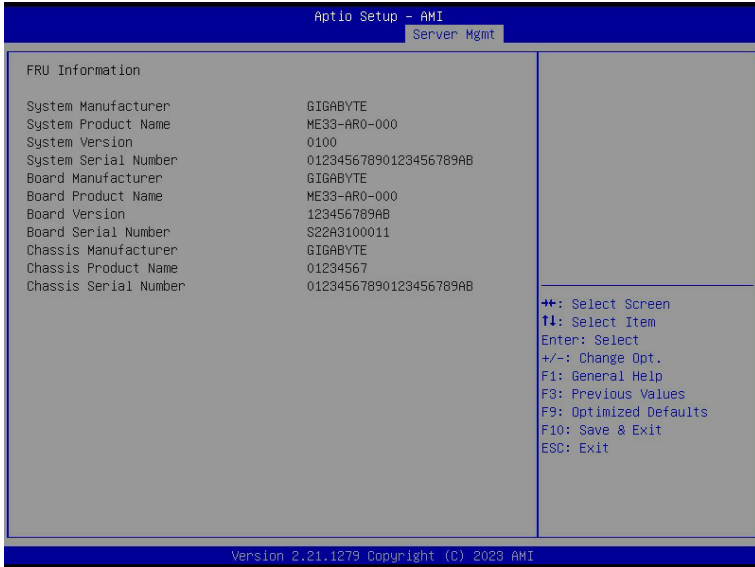 Aptio Setup – AMI
Server Mgmt
FRU Information
System Manufacturer GIGABYTE
System Product Name ME33-AR0-000
System Version 0100
System Serial Number 01234567890123456789AB
Board Manufacturer GIGABYTE
Board Product Name ME33-AR0-000
Board Version 123456789AB
Board Serial Number S22A3100011
Chassis Manufacturer GIGABYTE
Chassis Product Name 01234567
Chassis Serial Number 01234567890123456789AB
→←: Select Screen
↑↓: Select Item
Enter: Select
+/-: Change Opt.
F1: General Help
F3: Previous Values
F9: Optimized Defaults
F10: Save & Exit
ESC: Exit
Version 2.21.1279 Copyright (C) 2023 AMI